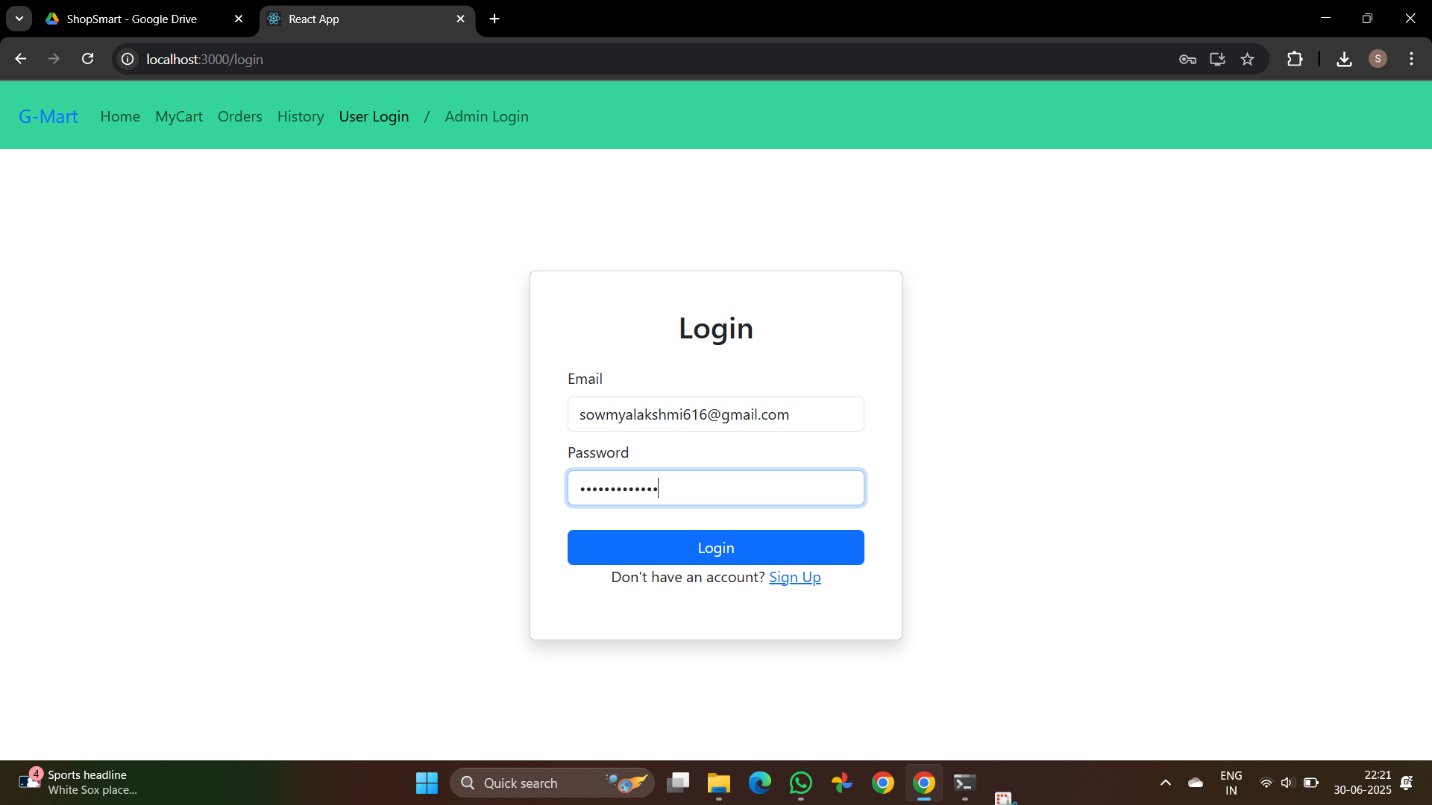 ShopSmart - Google Drive
React App
localhost:3000/login
S
G-Mart Home MyCart Orders History User Login / Admin Login
Login
Email
sowmyalakshmi616@gmail.com
Password
•••••••••••••
Login
Don't have an account? Sign Up
4
Sports headline
White Sox place...
Quick search
ENG
IN
22:21
30-06-2025